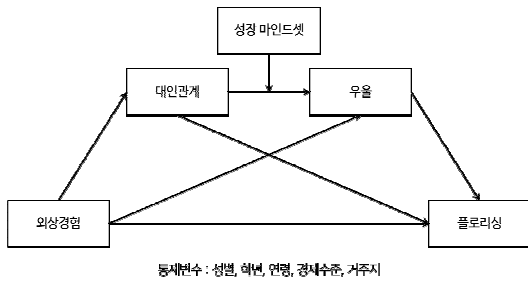 성장 마인드셋
대인관계
우울
외상경험
플로리싱
통제변수 : 성별, 학년, 연령, 경제수준, 거주지